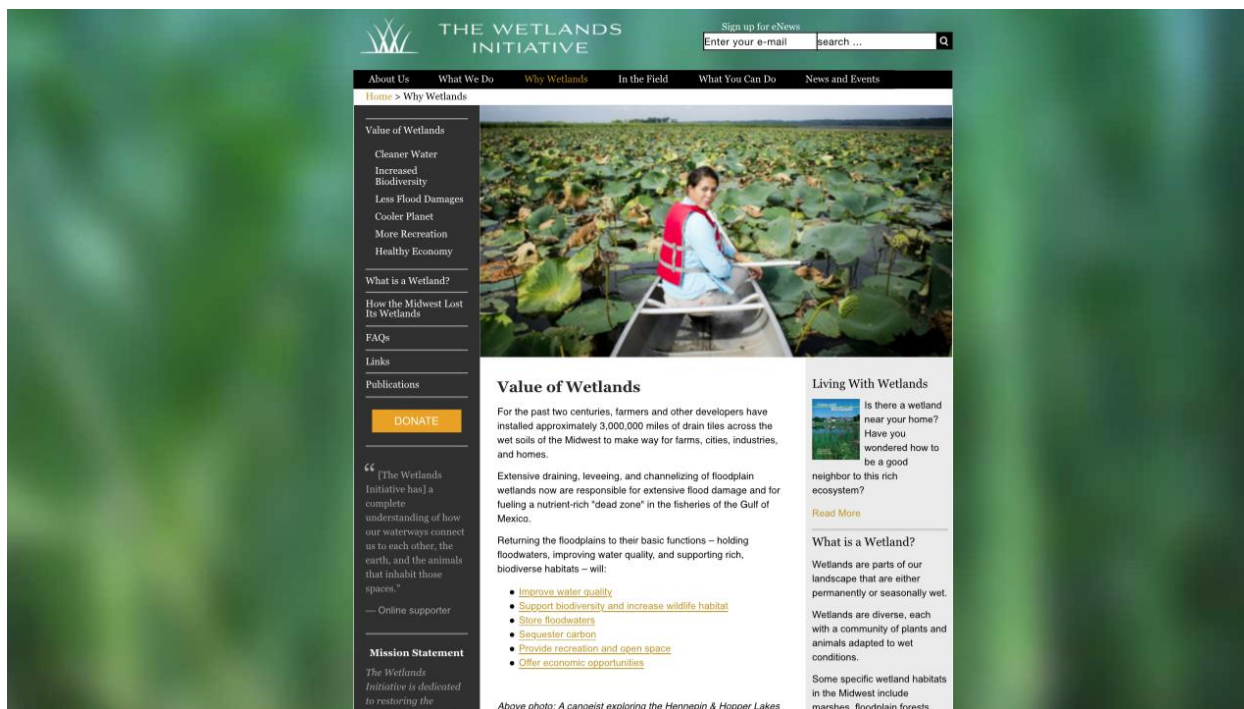 THE WETLANDS
INITIATIVE
Sign up for eNews
Enter your e-mail
search ...
About Us
What We Do
Why Wetlands
In the Field
What You Can Do
News and Events
Home > Why Wetlands
Value of Wetlands
Cleaner Water
Increased
Biodiversity
Less Flood Damages
Cooler Planet
More Recreation
Healthy Economy
What is a Wetland?
How the Midwest Lost
Its Wetlands
FAQs
Links
Publications
DONATE
“ [The Wetlands
Initiative has] a
complete
understanding of how
our waterways connect
us to each other, the
earth, and the animals
that inhabit those
spaces."
— Online supporter
Mission Statement
The Wetlands
Initiative is dedicated
to restoring the
Value of Wetlands
For the past two centuries, farmers and other developers have
installed approximately 3,000,000 miles of drain tiles across the
wet soils of the Midwest to make way for farms, cities, industries,
and homes.
Extensive draining, leveeing, and channelizing of floodplain
wetlands now are responsible for extensive flood damage and for
fueling a nutrient-rich "dead zone" in the fisheries of the Gulf of
Mexico.
Returning the floodplains to their basic functions – holding
floodwaters, improving water quality, and supporting rich,
biodiverse habitats – will:
● Improve water quality
● Support biodiversity and increase wildlife habitat
● Store floodwaters
● Sequester carbon
● Provide recreation and open space
● Offer economic opportunities
Above photo: A canoeist exploring the Hennepin & Hopper Lakes
Living With Wetlands
Is there a wetland
near your home?
Have you
wondered how to
be a good
neighbor to this rich
ecosystem?
Read More
What is a Wetland?
Wetlands are parts of our
landscape that are either
permanently or seasonally wet.
Wetlands are diverse, each
with a community of plants and
animals adapted to wet
conditions.
Some specific wetland habitats
in the Midwest include
marshes, floodplain forests,